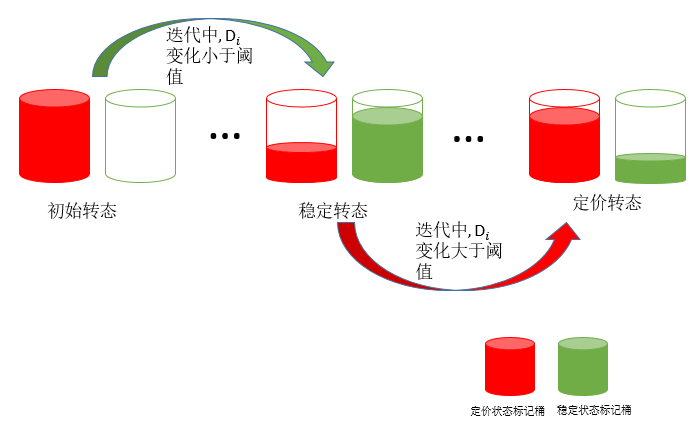 迭代中, D𝑖
变化小于阈
值
...
...
初始转态
稳定转态
定价转态
迭代中, D𝑖
变化大于阈
值
定价状态标记桶
稳定状态标记桶